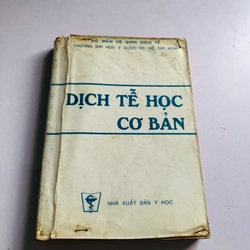 BỘ MÔN VỆ SINH DỊCH TỄ
TRƯỜNG ĐẠI HỌC Y DƯỢC TP. HỒ CHÍ MINH
DỊCH TỄ HỌC
CƠ BẢN
NHÀ XUẤT BẢN Y HỌC